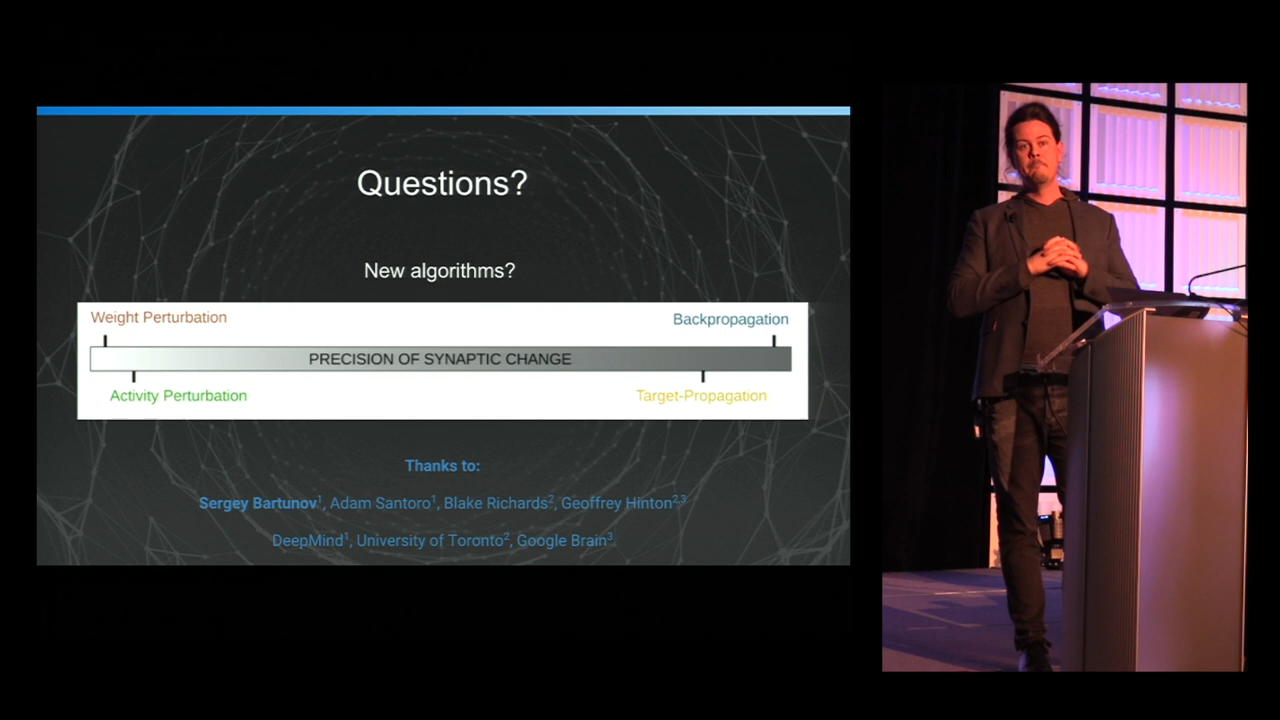 Questions?
New algorithms?
Weight Perturbation
Backpropagation
PRECISION OF SYNAPTIC CHANGE
Activity Perturbation
Target-Propagation
Thanks to:
Sergey Bartunov¹, Adam Santoro¹, Blake Richards², Geoffrey Hinton²,³
DeepMind¹, University of Toronto², Google Brain³